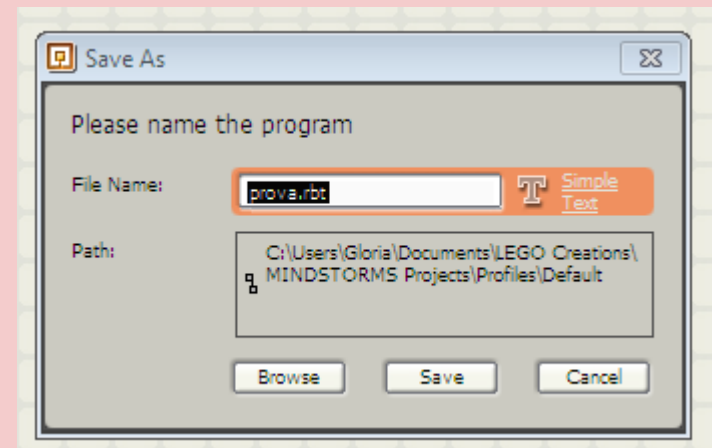 Save As
Please name the program
File Name:
prova.rbt
Simple
Text
Path:
C:\Users\Gloria\Documents\LEGO Creations\
MINDSTORMS Projects\Profiles\Default
Browse
Save
Cancel